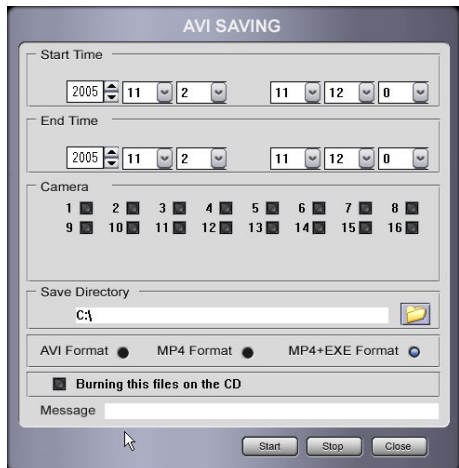 AVI SAVING
Start Time
2005 11 2 11 12 0
End Time
2005 11 2 11 12 0
Camera
1 2 3 4 5 6 7 8
9 10 11 12 13 14 15 16
Save Directory
C:\
AVI Format MP4 Format MP4+EXE Format
Burning this files on the CD
Message
Start Stop Close